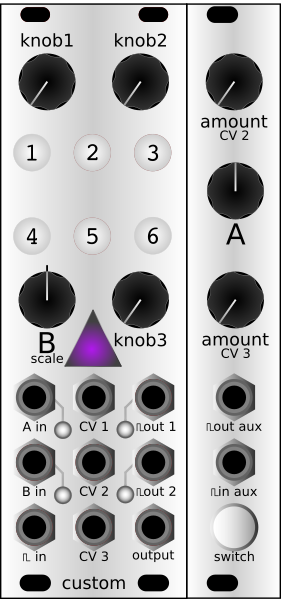 knob1 knob2
1 2 3
4 5 6
B
scale
knob3
A in CV 1 ⎍out 1
B in CV 2 ⎍out 2
⎍ in CV 3 output
custom
amount
CV 2
A
amount
CV 3
⎍out aux
⎍in aux
switch